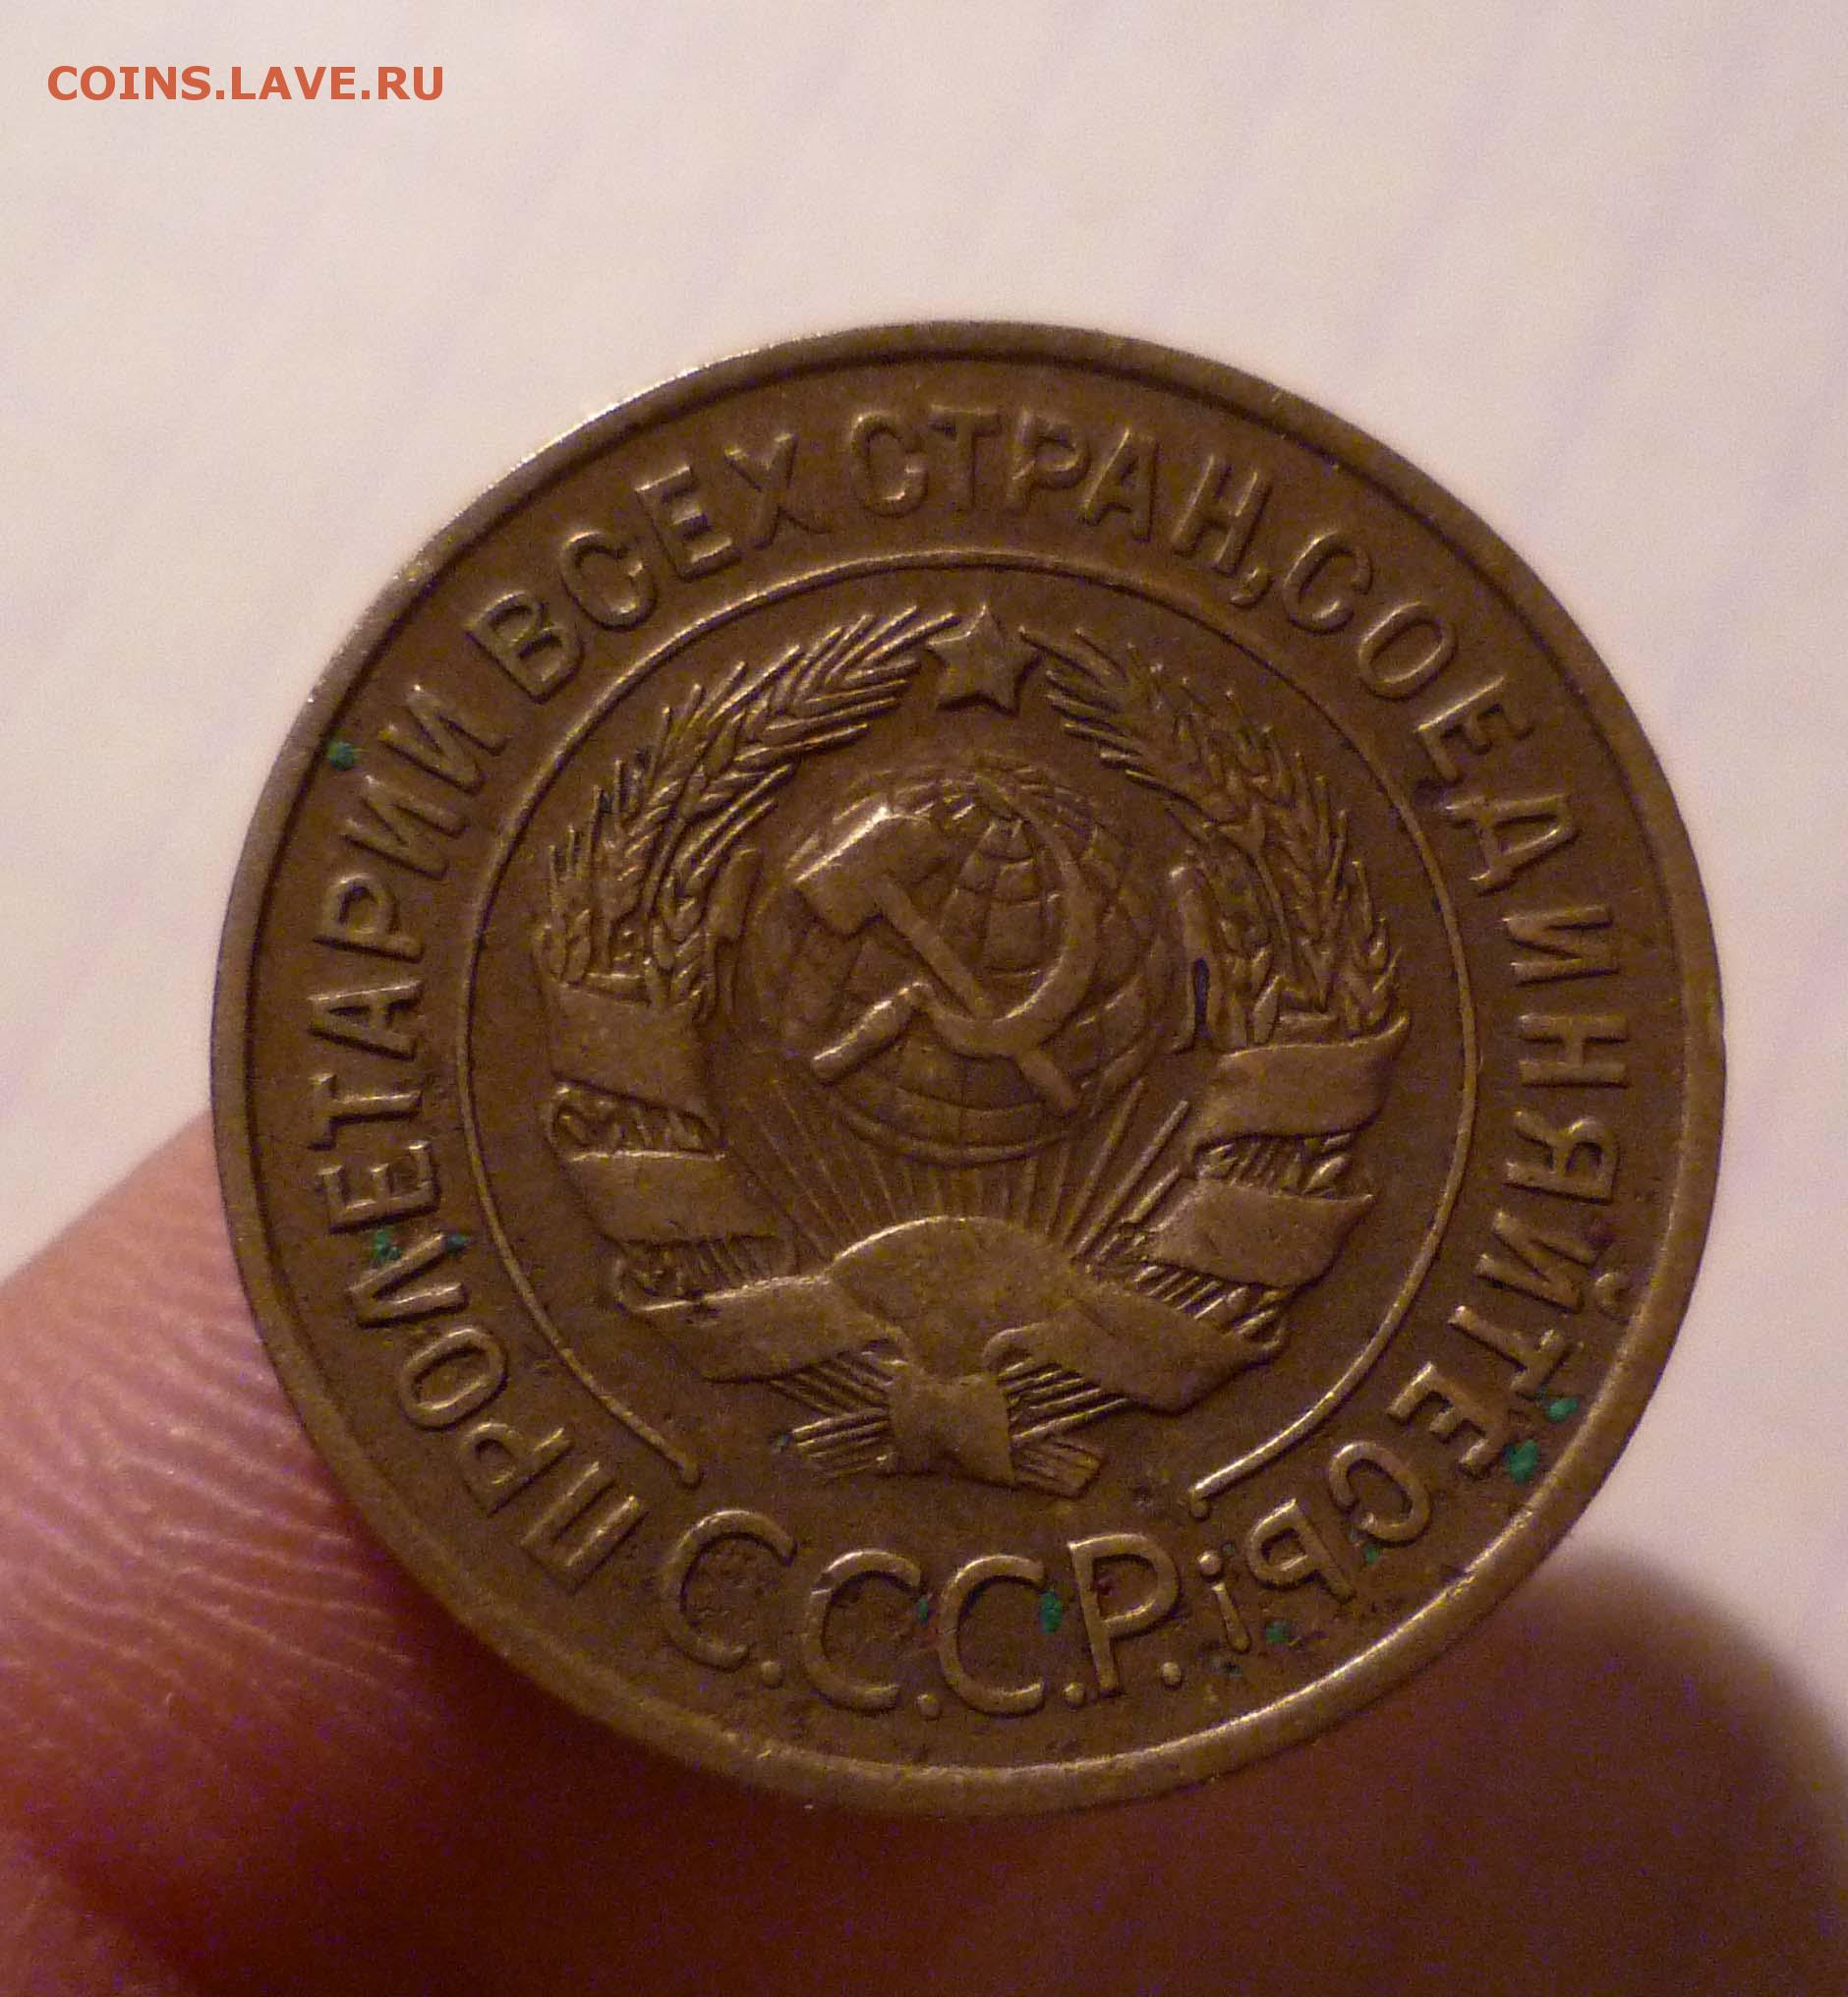 COINS.LAVE.RU
ПРОЛЕТАРИИ ВСЕХ СТРАН, СОЕДИНЯЙТЕСЬ!
С.С.С.Р.